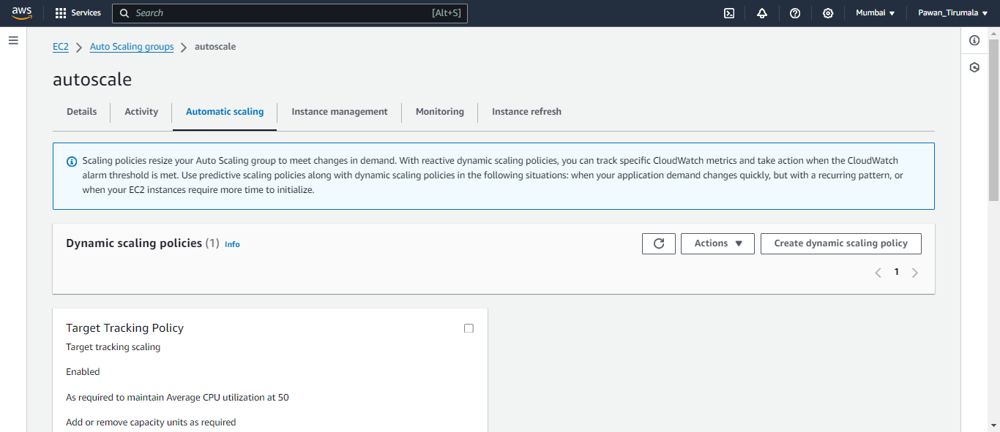 aws Services Search [Alt+S] Mumbai Pawan_Tirumala
EC2 Auto Scaling groups autoscale
autoscale
Details Activity Automatic scaling Instance management Monitoring Instance refresh
Scaling policies resize your Auto Scaling group to meet changes in demand. With reactive dynamic scaling policies, you can track specific CloudWatch metrics and take action when the CloudWatch
alarm threshold is met. Use predictive scaling policies along with dynamic scaling policies in the following situations: when your application demand changes quickly, but with a recurring pattern, or
when your EC2 instances require more time to initialize.
Dynamic scaling policies (1) Info Actions Create dynamic scaling policy
1
Target Tracking Policy
Target tracking scaling
Enabled
As required to maintain Average CPU utilization at 50
Add or remove capacity units as required